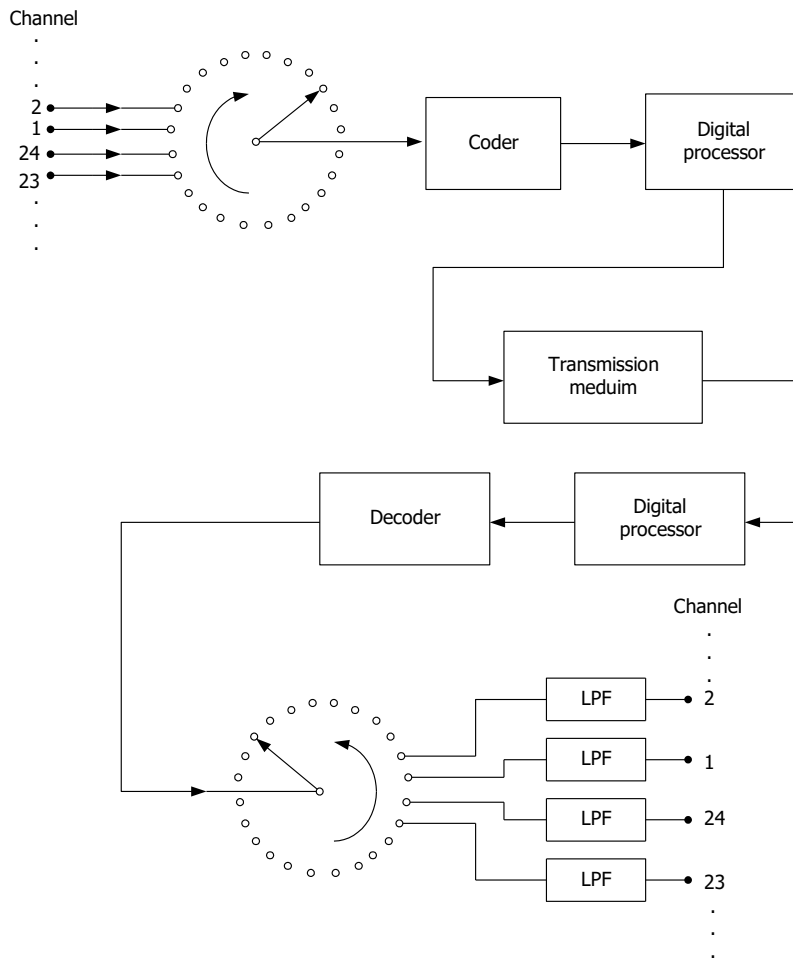 Channel
.
.
.
2
1
24
23
.
.
.
Coder
Digital
processor
Transmission
meduim
Decoder
Digital
processor
Channel
.
.
.
LPF 2
LPF 1
LPF 24
LPF 23
.
.
.